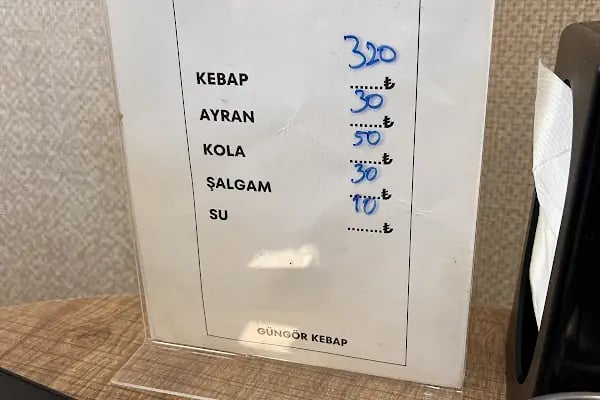 KEBAP 320 ........₺
AYRAN 30 ........₺
KOLA 50 ........₺
ŞALGAM 30 ........₺
SU 10 ........₺
GÜNGÖR KEBAP